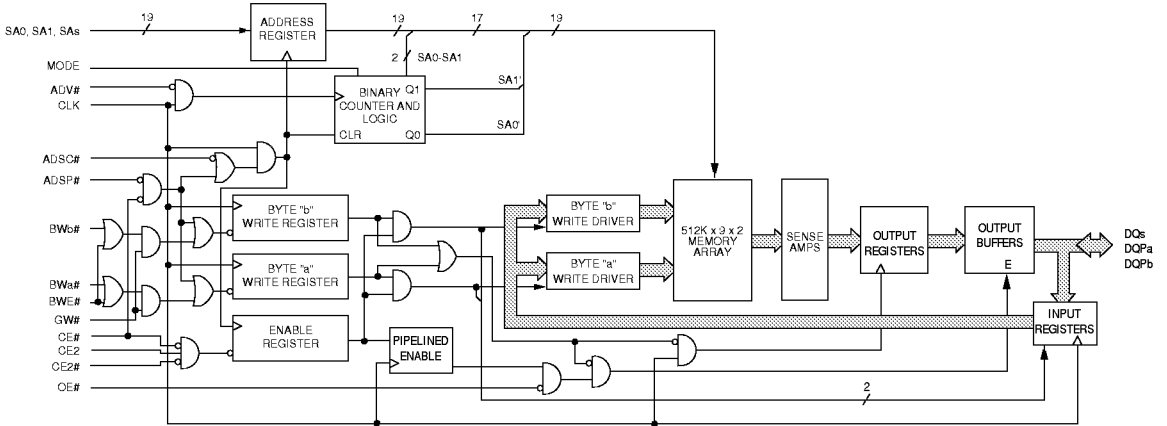 SA0, SA1, SAs
19
ADDRESS
REGISTER
19
17
19
2
SA0-SA1
MODE
ADV#
CLK
BINARY
COUNTER AND
LOGIC
Q1
CLR
Q0
SA1'
SA0'
ADSC#
ADSP#
BYTE "b"
WRITE REGISTER
BYTE "b"
WRITE DRIVER
BWb#
512K x 9 x 2
MEMORY
ARRAY
SENSE
AMPS
OUTPUT
REGISTERS
OUTPUT
BUFFERS
E
DQs
DQPa
DQPb
BYTE "a"
WRITE REGISTER
BYTE "a"
WRITE DRIVER
BWa#
BWE#
GW#
CE#
CE2
CE2#
OE#
ENABLE
REGISTER
PIPELINED
ENABLE
INPUT
REGISTERS
2